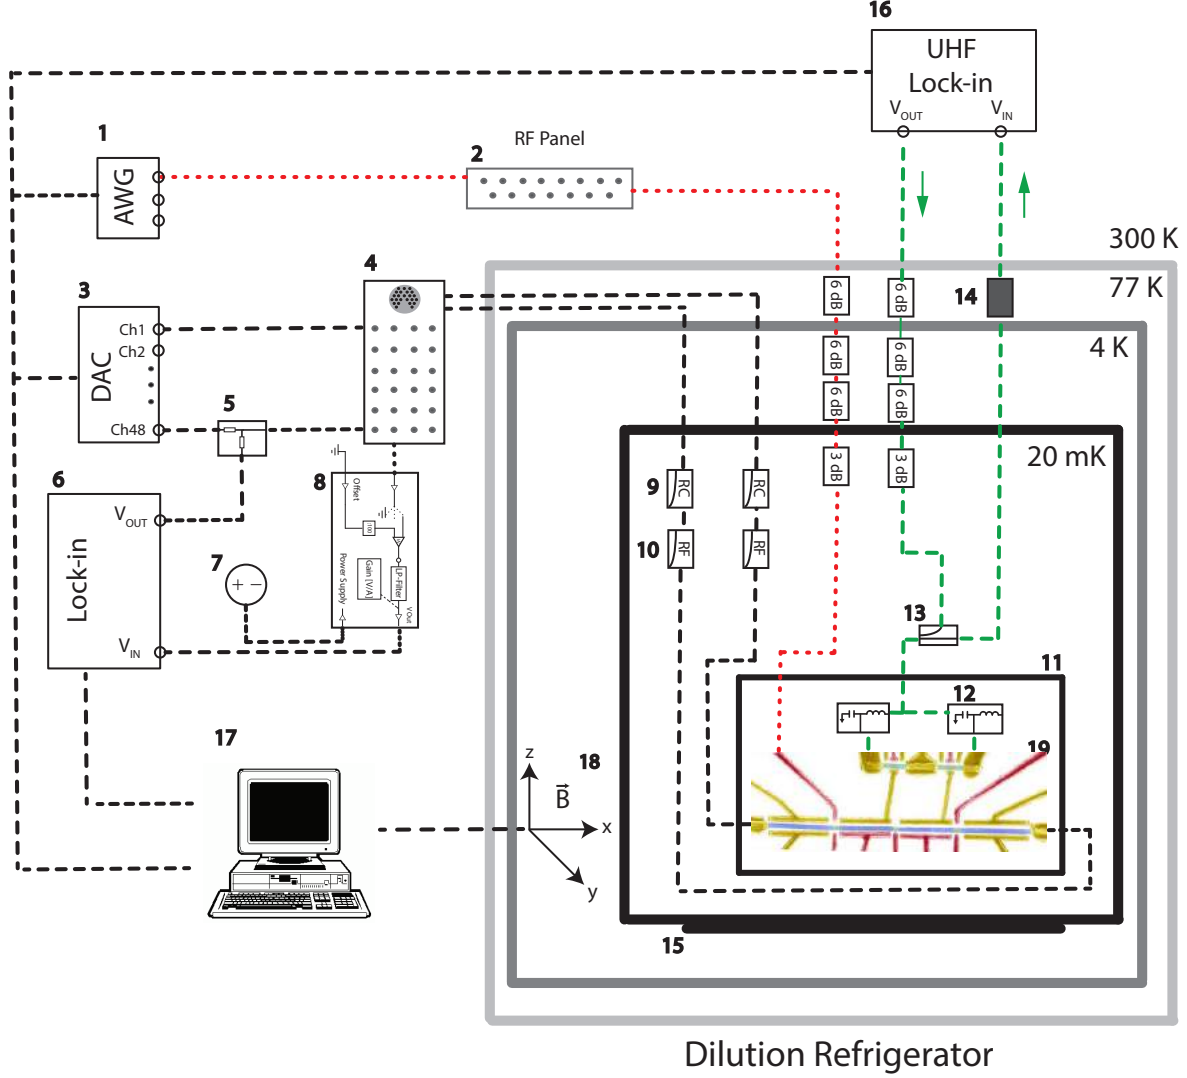 16
UHF
Lock-in
VOUT
VIN
1
AWG
2
RF Panel
300 K
77 K
4 K
20 mK
3
DAC
Ch1
Ch2
Ch48
4
5
6
Lock-in
VOUT
VIN
7
+ −
8
Offset
100
Power Supply
Gain [V/A]
LP-Filter
V Out
6 dB
6 dB
14
6 dB
6 dB
6 dB
6 dB
3 dB
3 dB
9
RC
RC
10
RF
RF
13
11
12
19
17
18
z
B
x
y
15
Dilution Refrigerator